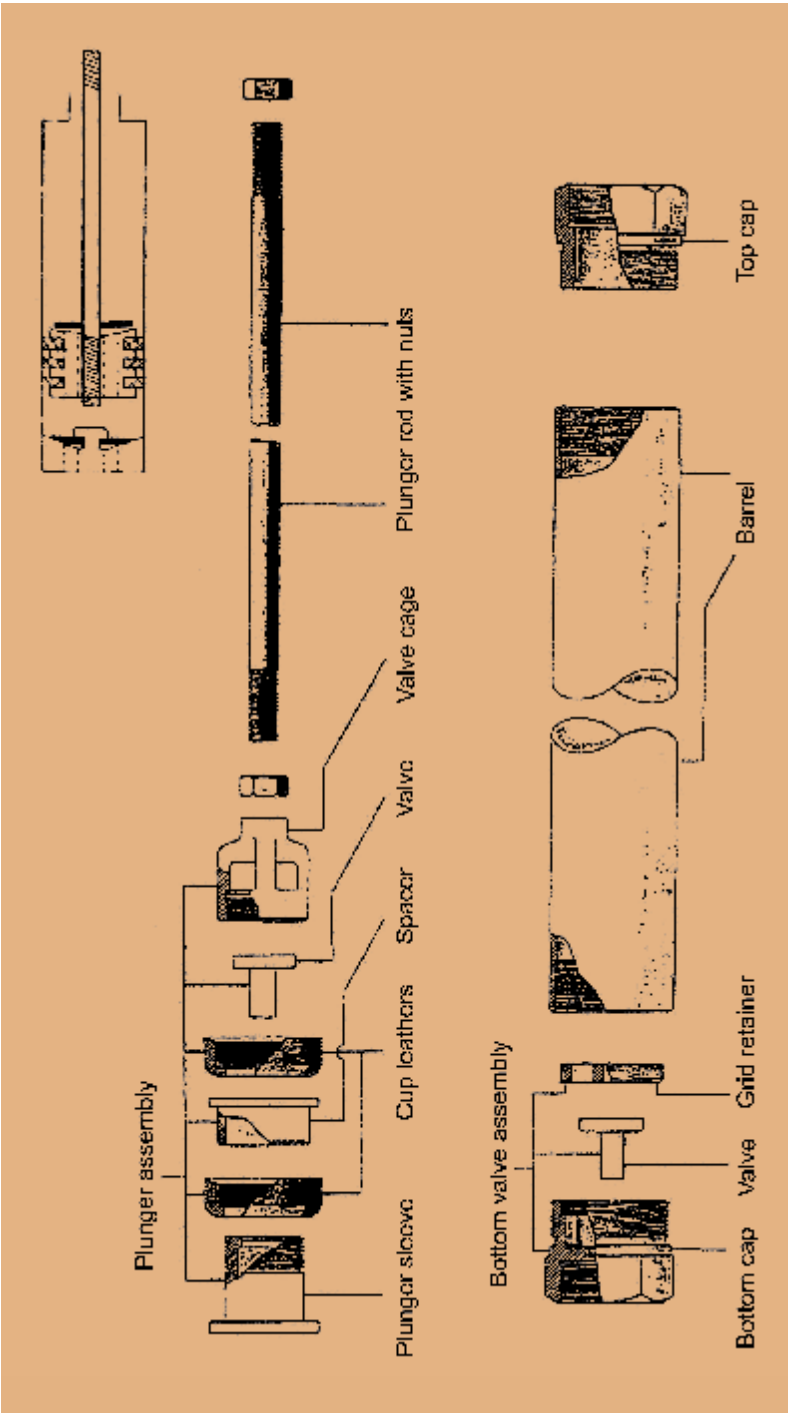 Plunger assembly
Plunger sleeve
Cup leathers
Spacer
Valve
Valve cage
Plunger rod with nuts
Bottom valve assembly
Bottom cap
Valve
Grid retainer
Barrel
Top cap